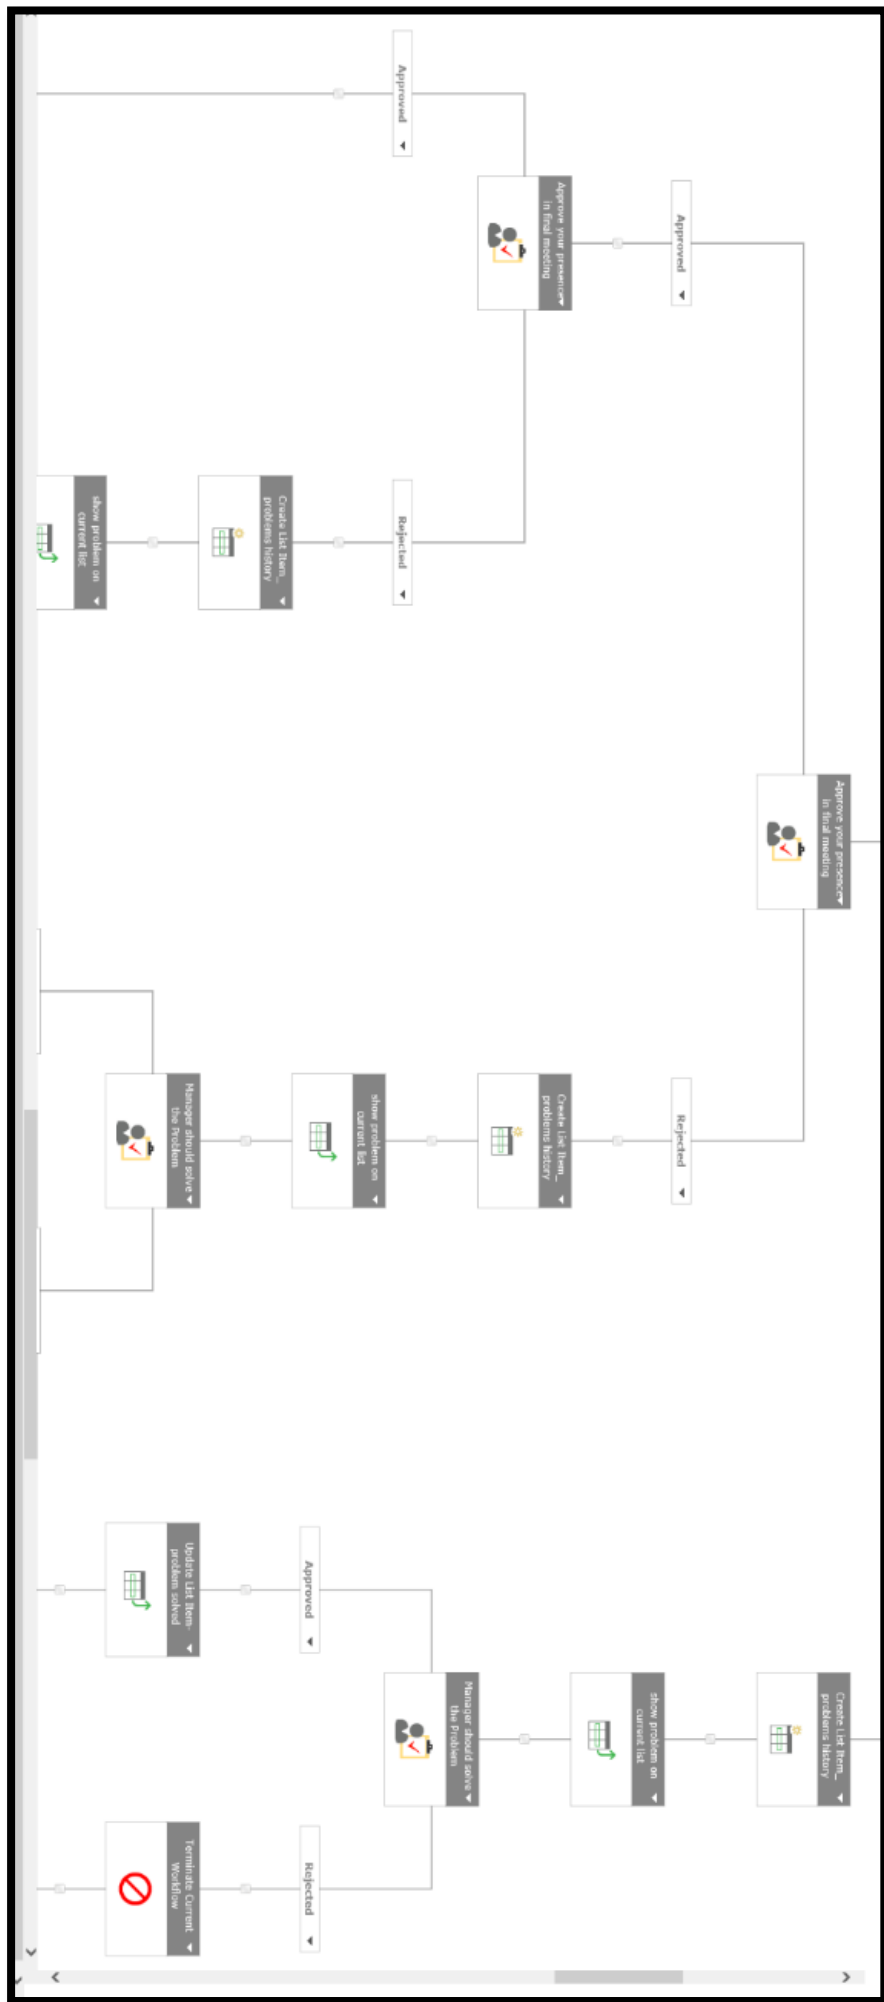 Approve your presence
in final meeting
Create List Item_
problems history
Approved
Rejected
show problem on
current list
Approve your presence
in final meeting
Create List Item_
problems history
Manager should solve
the Problem
Approved
Rejected
show problem on
current list
Approved
Rejected
Create List Item_
problems history
Manager should solve
the Problem
Update List Item-
problem solved
Terminate Current
Workflow
show problem on
current list